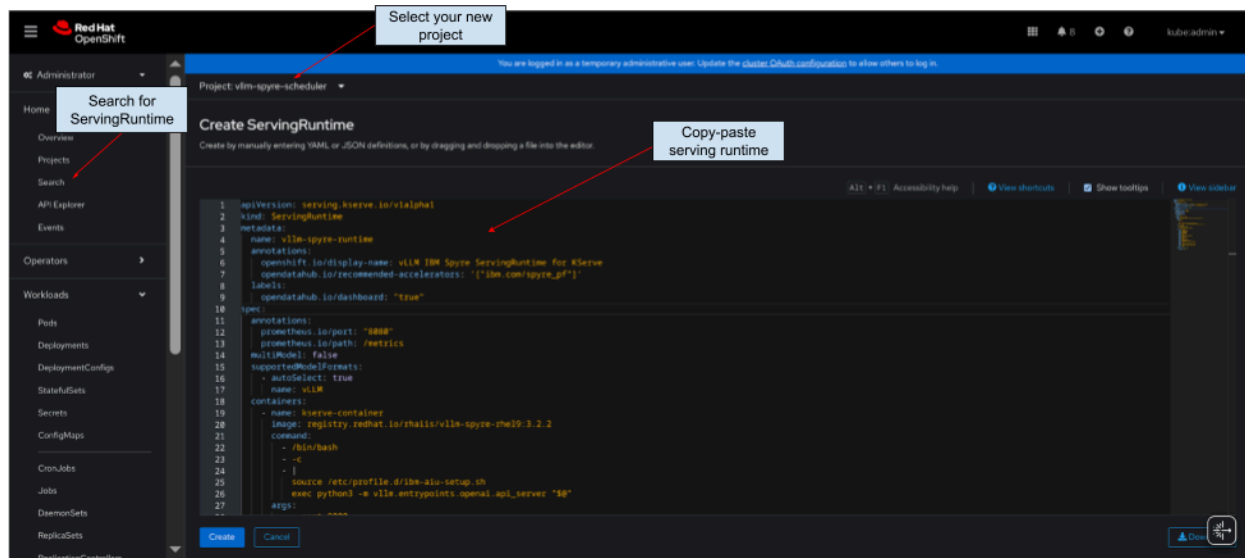 Select your new
project
Red Hat
OpenShift
8
kube:admin
You are logged in as a temporary administrative user. Update the cluster OAuth configuration to allow others to log in.
Administrator
Project: vllm-spyre-scheduler
Search for
ServingRuntime
Home
Overview
Projects
Search
API Explorer
Events
Operators
Workloads
Pods
Deployments
DeploymentConfigs
StatefulSets
Secrets
ConfigMaps
CronJobs
Jobs
DaemonSets
ReplicaSets
ReplicationControllers
Create ServingRuntime
Create by manually entering YAML or JSON definitions, or by dragging and dropping a file into the editor.
Copy-paste
serving runtime
Alt + F1 Accessibility help
View shortcuts
Show tooltips
View sidebar
1 apiVersion: serving.kserve.io/v1alpha1
2 kind: ServingRuntime
3 metadata:
4 name: vllm-spyre-runtime
5 annotations:
6 openshift.io/display-name: vLLM IBM Spyre ServingRuntime for KServe
7 opendatahub.io/recommended-accelerators: '["ibm.com/spyre_pf"]'
8 labels:
9 opendatahub.io/dashboard: "true"
10 spec:
11 annotations:
12 prometheus.io/port: "8080"
13 prometheus.io/path: /metrics
14 multiModel: false
15 supportedModelFormats:
16 - autoSelect: true
17 name: vLLM
18 containers:
19 - name: kserve-container
20 image: registry.redhat.io/rhaiis/vllm-spyre-rhel9:3.2.2
21 command:
22 - /bin/bash
23 - -c
24 - |
25 source /etc/profile.d/ibm-aiu-setup.sh
26 exec python3 -m vllm.entrypoints.openai.api_server "$@"
27 args:
Create
Cancel